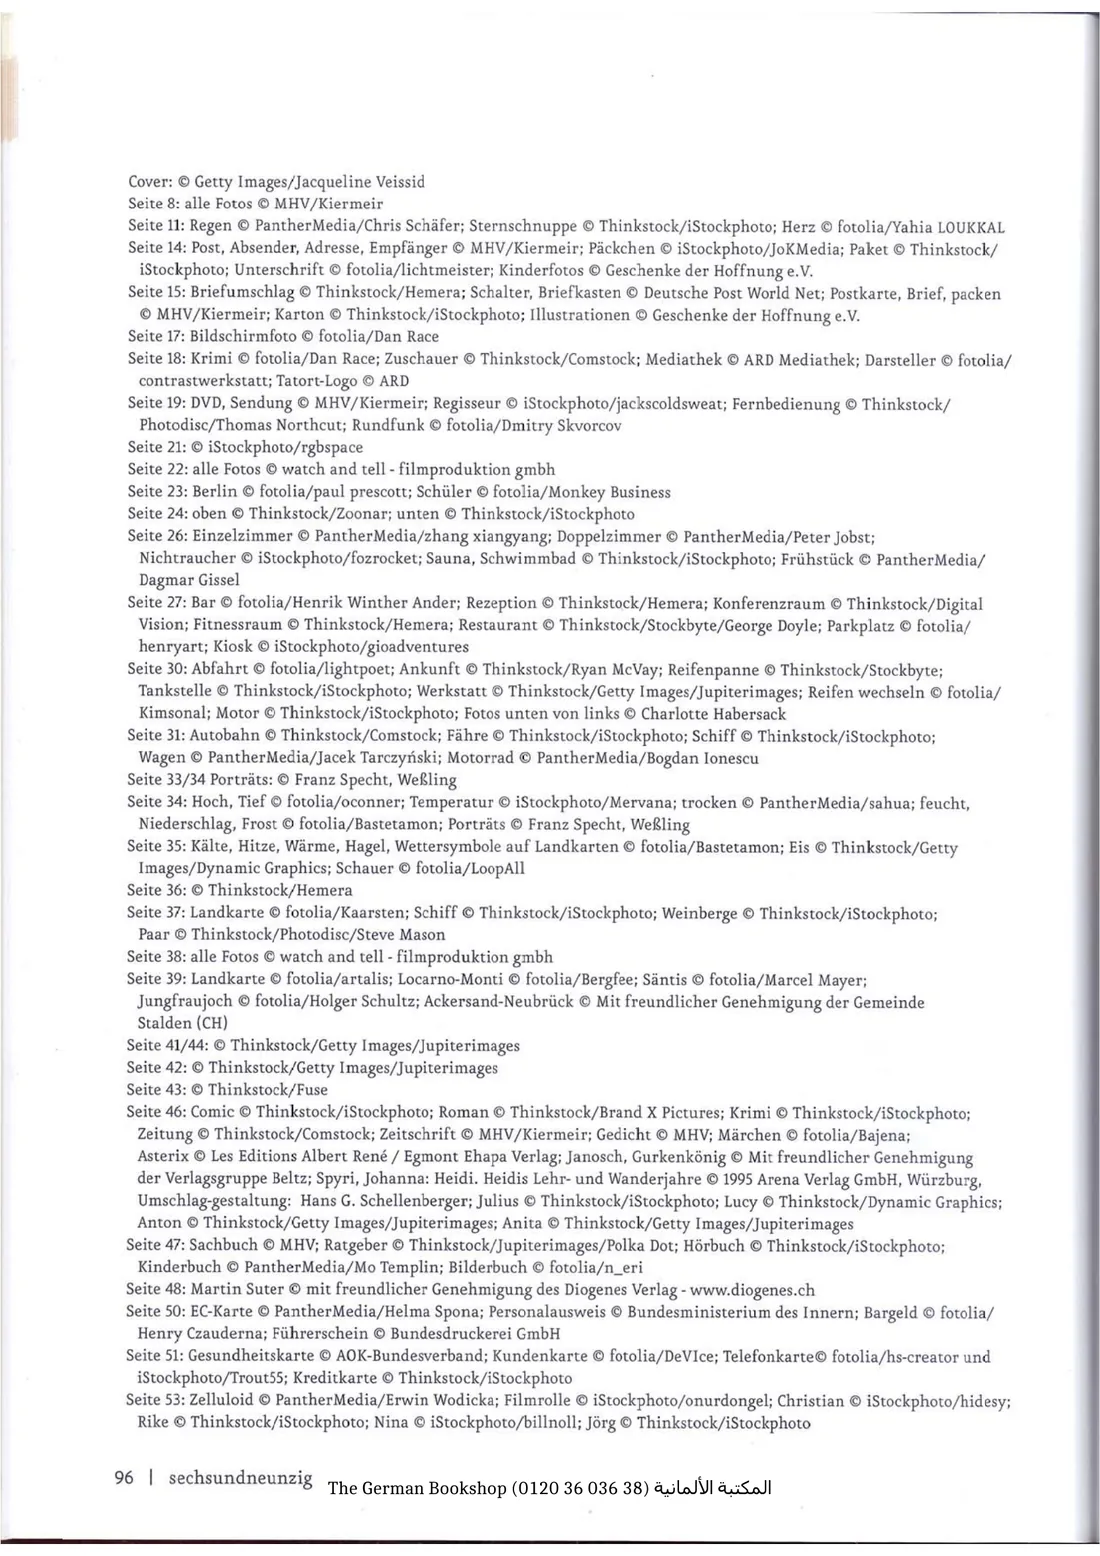 Cover: © Getty Images/Jacqueline Veissid
Seite 8: alle Fotos © MHV/Kiermeir
Seite 11: Regen © PantherMedia/Chris Schäfer; Sternschnuppe © Thinkstock/iStockphoto; Herz © fotolia/Yahia LOUKKAL
Seite 14: Post, Absender, Adresse, Empfänger © MHV/Kiermeir; Päckchen © iStockphoto/JoKMedia; Paket © Thinkstock/
iStockphoto; Unterschrift © fotolia/lichtmeister; Kinderfotos © Geschenke der Hoffnung e.V.
Seite 15: Briefumschlag © Thinkstock/Hemera; Schalter, Briefkasten © Deutsche Post World Net; Postkarte, Brief, packen
© MHV/Kiermeir; Karton © Thinkstock/iStockphoto; Illustrationen © Geschenke der Hoffnung e.V.
Seite 17: Bildschirmfoto © fotolia/Dan Race
Seite 18: Krimi © fotolia/Dan Race; Zuschauer © Thinkstock/Comstock; Mediathek © ARD Mediathek; Darsteller © fotolia/
contrastwerkstatt; Tatort-Logo © ARD
Seite 19: DVD, Sendung © MHV/Kiermeir; Regisseur © iStockphoto/jackscoldsweat; Fernbedienung © Thinkstock/
Photodisc/Thomas Northcut; Rundfunk © fotolia/Dmitry Skvorcov
Seite 21: © iStockphoto/rgbspace
Seite 22: alle Fotos © watch and tell - filmproduktion gmbh
Seite 23: Berlin © fotolia/paul prescott; Schüler © fotolia/Monkey Business
Seite 24: oben © Thinkstock/Zoonar; unten © Thinkstock/iStockphoto
Seite 26: Einzelzimmer © PantherMedia/zhang xiangyang; Doppelzimmer © PantherMedia/Peter Jobst;
Nichtraucher © iStockphoto/fozrocket; Sauna, Schwimmbad © Thinkstock/iStockphoto; Frühstück © PantherMedia/
Dagmar Gissel
Seite 27: Bar © fotolia/Henrik Winther Ander; Rezeption © Thinkstock/Hemera; Konferenzraum © Thinkstock/Digital
Vision; Fitnessraum © Thinkstock/Hemera; Restaurant © Thinkstock/Stockbyte/George Doyle; Parkplatz © fotolia/
henryart; Kiosk © iStockphoto/gioadventures
Seite 30: Abfahrt © fotolia/lightpoet; Ankunft © Thinkstock/Ryan McVay; Reifenpanne © Thinkstock/Stockbyte;
Tankstelle © Thinkstock/iStockphoto; Werkstatt © Thinkstock/Getty Images/Jupiterimages; Reifen wechseln © fotolia/
Kimsonal; Motor © Thinkstock/iStockphoto; Fotos unten von links © Charlotte Habersack
Seite 31: Autobahn © Thinkstock/Comstock; Fähre © Thinkstock/iStockphoto; Schiff © Thinkstock/iStockphoto;
Wagen © PantherMedia/Jacek Tarczyński; Motorrad © PantherMedia/Bogdan Ionescu
Seite 33/34 Porträts: © Franz Specht, Weßling
Seite 34: Hoch, Tief © fotolia/oconner; Temperatur © iStockphoto/Mervana; trocken © PantherMedia/sahua; feucht,
Niederschlag, Frost © fotolia/Bastetamon; Porträts © Franz Specht, Weßling
Seite 35: Kälte, Hitze, Wärme, Hagel, Wettersymbole auf Landkarten © fotolia/Bastetamon; Eis © Thinkstock/Getty
Images/Dynamic Graphics; Schauer © fotolia/LoopAll
Seite 36: © Thinkstock/Hemera
Seite 37: Landkarte © fotolia/Kaarsten; Schiff © Thinkstock/iStockphoto; Weinberge © Thinkstock/iStockphoto;
Paar © Thinkstock/Photodisc/Steve Mason
Seite 38: alle Fotos © watch and tell - filmproduktion gmbh
Seite 39: Landkarte © fotolia/artalis; Locarno-Monti © fotolia/Bergfee; Säntis © fotolia/Marcel Mayer;
Jungfraujoch © fotolia/Holger Schultz; Ackersand-Neubrück © Mit freundlicher Genehmigung der Gemeinde
Stalden (CH)
Seite 41/44: © Thinkstock/Getty Images/Jupiterimages
Seite 42: © Thinkstock/Getty Images/Jupiterimages
Seite 43: © Thinkstock/Fuse
Seite 46: Comic © Thinkstock/iStockphoto; Roman © Thinkstock/Brand X Pictures; Krimi © Thinkstock/iStockphoto;
Zeitung © Thinkstock/Comstock; Zeitschrift © MHV/Kiermeir; Gedicht © MHV; Märchen © fotolia/Bajena;
Asterix © Les Editions Albert René / Egmont Ehapa Verlag; Janosch, Gurkenkönig © Mit freundlicher Genehmigung
der Verlagsgruppe Beltz; Spyri, Johanna: Heidi. Heidis Lehr- und Wanderjahre © 1995 Arena Verlag GmbH, Würzburg,
Umschlag-gestaltung: Hans G. Schellenberger; Julius © Thinkstock/iStockphoto; Lucy © Thinkstock/Dynamic Graphics;
Anton © Thinkstock/Getty Images/Jupiterimages; Anita © Thinkstock/Getty Images/Jupiterimages
Seite 47: Sachbuch © MHV; Ratgeber © Thinkstock/Jupiterimages/Polka Dot; Hörbuch © Thinkstock/iStockphoto;
Kinderbuch © PantherMedia/Mo Templin; Bilderbuch © fotolia/n_eri
Seite 48: Martin Suter © mit freundlicher Genehmigung des Diogenes Verlag - www.diogenes.ch
Seite 50: EC-Karte © PantherMedia/Helma Spona; Personalausweis © Bundesministerium des Innern; Bargeld © fotolia/
Henry Czauderna; Führerschein © Bundesdruckerei GmbH
Seite 51: Gesundheitskarte © AOK-Bundesverband; Kundenkarte © fotolia/DeVIce; Telefonkarte© fotolia/hs-creator und
iStockphoto/Trout55; Kreditkarte © Thinkstock/iStockphoto
Seite 53: Zelluloid © PantherMedia/Erwin Wodicka; Filmrolle © iStockphoto/onurdongel; Christian © iStockphoto/hidesy;
Rike © Thinkstock/iStockphoto; Nina © iStockphoto/billnoll; Jörg © Thinkstock/iStockphoto
96 | sechsundneunzig
The German Bookshop (0120 36 036 38) المكتبة الألمانية